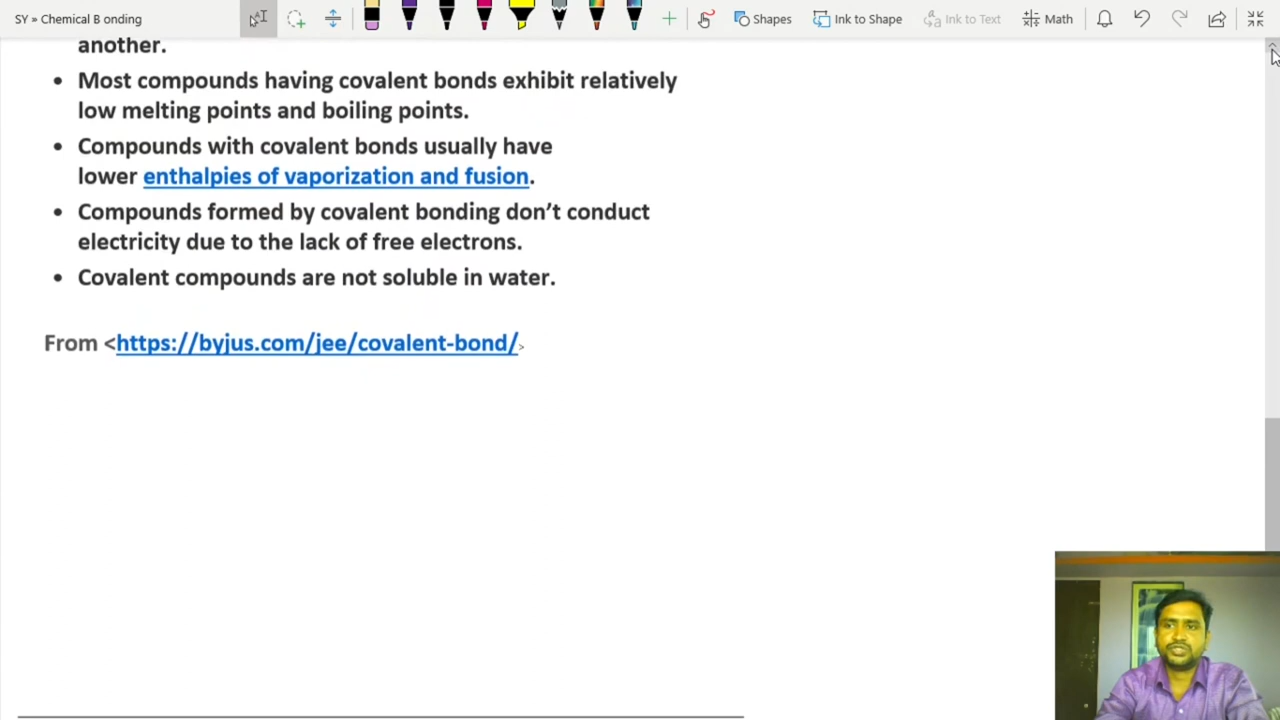 SY » Chemical B onding
Shapes
Ink to Shape
Ink to Text
Math
another.
• Most compounds having covalent bonds exhibit relatively
low melting points and boiling points.
• Compounds with covalent bonds usually have
lower enthalpies of vaporization and fusion.
• Compounds formed by covalent bonding don’t conduct
electricity due to the lack of free electrons.
• Covalent compounds are not soluble in water.
From <https://byjus.com/jee/covalent-bond/>